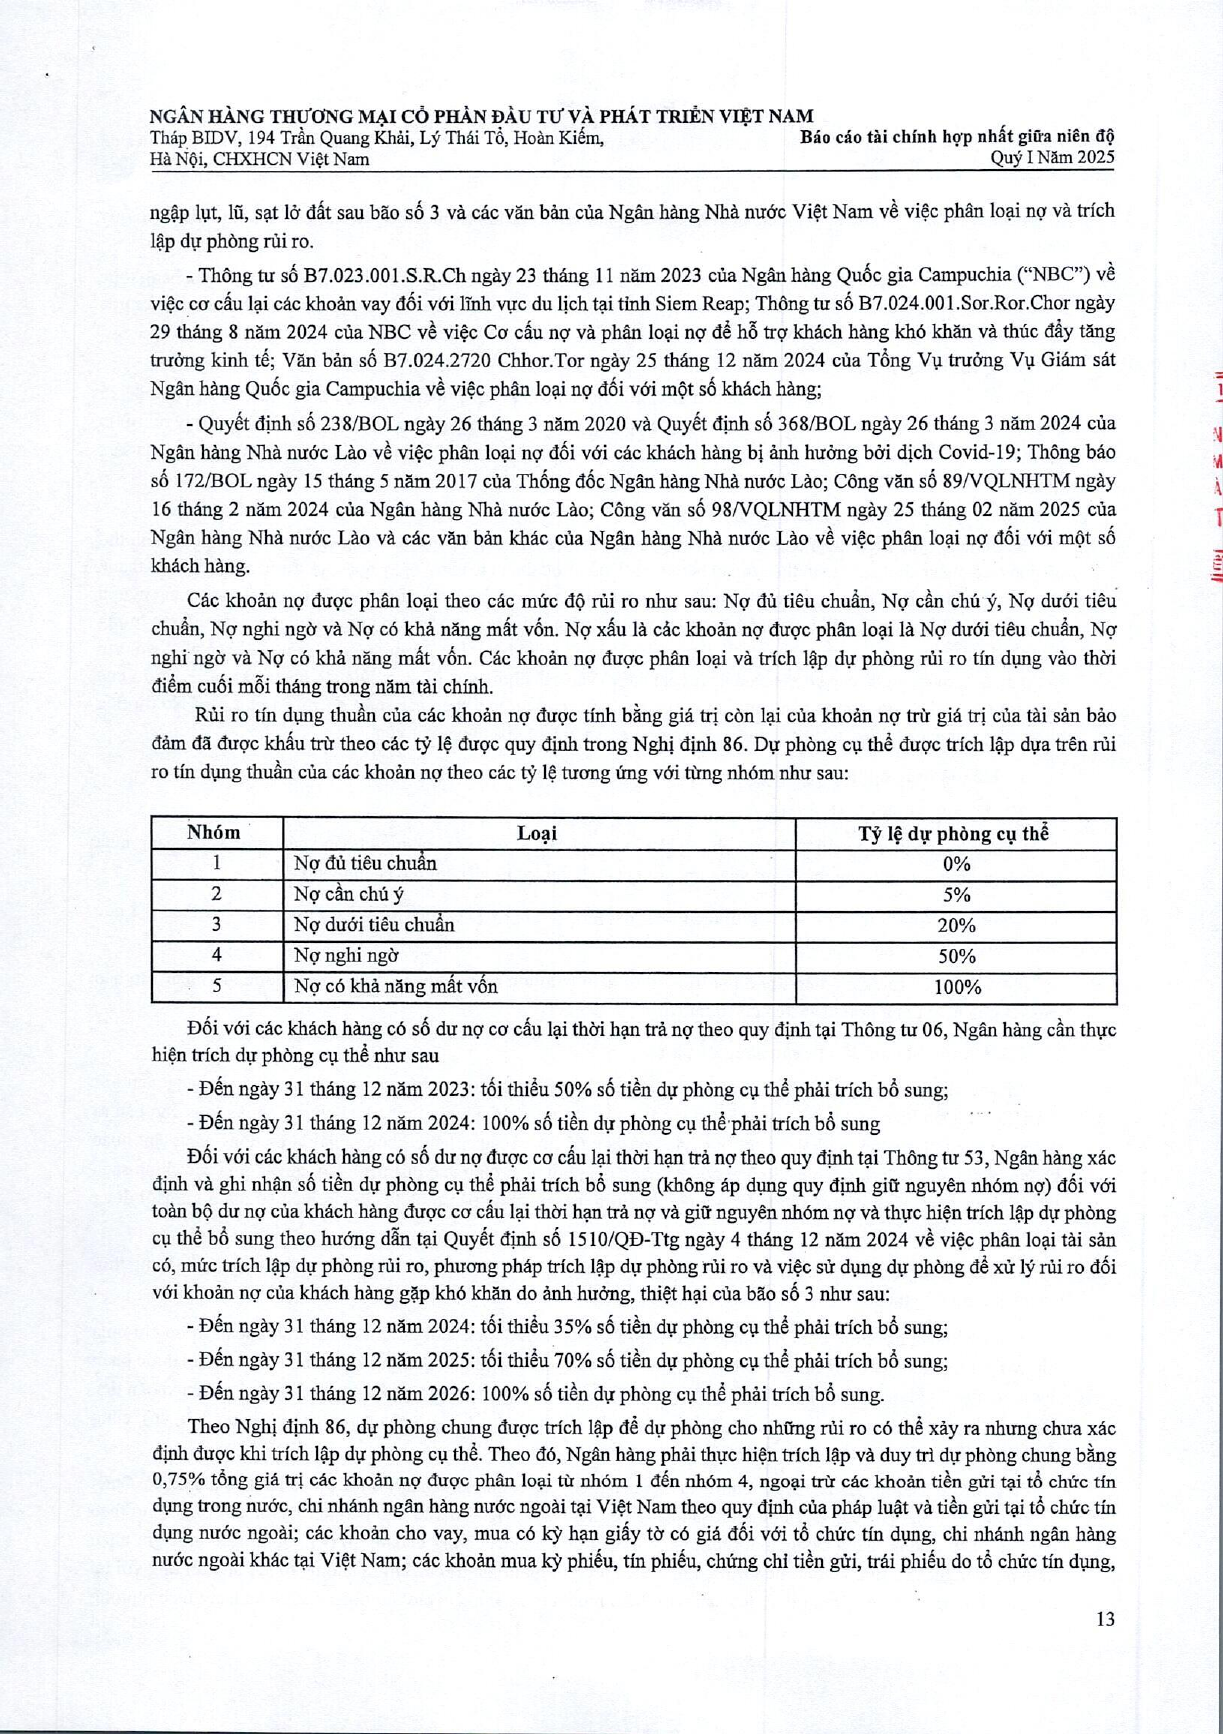 NGÂN HÀNG THƯƠNG MẠI CỔ PHẦN ĐẦU TƯ VÀ PHÁT TRIỂN VIỆT NAM
Tháp BIDV, 194 Trần Quang Khải, Lý Thái Tổ, Hoàn Kiếm,
Báo cáo tài chính hợp nhất giữa niên độ
Hà Nội, CHXHCN Việt Nam
Quý I Năm 2025
ngập lụt, lũ, sạt lở đất sau bão số 3 và các văn bản của Ngân hàng Nhà nước Việt Nam về việc phân loại nợ và trích
lập dự phòng rủi ro.
- Thông tư số B7.023.001.S.R.Ch ngày 23 tháng 11 năm 2023 của Ngân hàng Quốc gia Campuchia (“NBC”) về
việc cơ cấu lại các khoản vay đối với lĩnh vực du lịch tại tỉnh Siem Reap; Thông tư số B7.024.001.Sor.Ror.Chor ngày
29 tháng 8 năm 2024 của NBC về việc Cơ cấu nợ và phân loại nợ để hỗ trợ khách hàng khó khăn và thúc đẩy tăng
trưởng kinh tế; Văn bản số B7.024.2720 Chhor.Tor ngày 25 tháng 12 năm 2024 của Tổng Vụ trưởng Vụ Giám sát
Ngân hàng Quốc gia Campuchia về việc phân loại nợ đối với một số khách hàng;
- Quyết định số 238/BOL ngày 26 tháng 3 năm 2020 và Quyết định số 368/BOL ngày 26 tháng 3 năm 2024 của
Ngân hàng Nhà nước Lào về việc phân loại nợ đối với các khách hàng bị ảnh hưởng bởi dịch Covid-19; Thông báo
số 172/BOL ngày 15 tháng 5 năm 2017 của Thống đốc Ngân hàng Nhà nước Lào; Công văn số 89/VQLNHTM ngày
16 tháng 2 năm 2024 của Ngân hàng Nhà nước Lào; Công văn số 98/VQLNHTM ngày 25 tháng 02 năm 2025 của
Ngân hàng Nhà nước Lào và các văn bản khác của Ngân hàng Nhà nước Lào về việc phân loại nợ đối với một số
khách hàng.
Các khoản nợ được phân loại theo các mức độ rủi ro như sau: Nợ đủ tiêu chuẩn, Nợ cần chú ý, Nợ dưới tiêu
chuẩn, Nợ nghi ngờ và Nợ có khả năng mất vốn. Nợ xấu là các khoản nợ được phân loại là Nợ dưới tiêu chuẩn, Nợ
nghi ngờ và Nợ có khả năng mất vốn. Các khoản nợ được phân loại và trích lập dự phòng rủi ro tín dụng vào thời
điểm cuối mỗi tháng trong năm tài chính.
Rủi ro tín dụng thuần của các khoản nợ được tính bằng giá trị còn lại của khoản nợ trừ giá trị của tài sản bảo
đảm đã được khấu trừ theo các tỷ lệ được quy định trong Nghị định 86. Dự phòng cụ thể được trích lập dựa trên rủi
ro tín dụng thuần của các khoản nợ theo các tỷ lệ tương ứng với từng nhóm như sau:
Nhóm Loại Tỷ lệ dự phòng cụ thể
1 Nợ đủ tiêu chuẩn 0%
2 Nợ cần chú ý 5%
3 Nợ dưới tiêu chuẩn 20%
4 Nợ nghi ngờ 50%
5 Nợ có khả năng mất vốn 100%
Đối với các khách hàng có số dư nợ cơ cấu lại thời hạn trả nợ theo quy định tại Thông tư 06, Ngân hàng cần thực
hiện trích dự phòng cụ thể như sau
- Đến ngày 31 tháng 12 năm 2023: tối thiểu 50% số tiền dự phòng cụ thể phải trích bổ sung;
- Đến ngày 31 tháng 12 năm 2024: 100% số tiền dự phòng cụ thể phải trích bổ sung
Đối với các khách hàng có số dư nợ được cơ cấu lại thời hạn trả nợ theo quy định tại Thông tư 53, Ngân hàng xác
định và ghi nhận số tiền dự phòng cụ thể phải trích bổ sung (không áp dụng quy định giữ nguyên nhóm nợ) đối với
toàn bộ dư nợ của khách hàng được cơ cấu lại thời hạn trả nợ và giữ nguyên nhóm nợ và thực hiện trích lập dự phòng
cụ thể bổ sung theo hướng dẫn tại Quyết định số 1510/QĐ-Ttg ngày 4 tháng 12 năm 2024 về việc phân loại tài sản
có, mức trích lập dự phòng rủi ro, phương pháp trích lập dự phòng rủi ro và việc sử dụng dự phòng để xử lý rủi ro đối
với khoản nợ của khách hàng gặp khó khăn do ảnh hưởng, thiệt hại của bão số 3 như sau:
- Đến ngày 31 tháng 12 năm 2024: tối thiểu 35% số tiền dự phòng cụ thể phải trích bổ sung;
- Đến ngày 31 tháng 12 năm 2025: tối thiểu 70% số tiền dự phòng cụ thể phải trích bổ sung;
- Đến ngày 31 tháng 12 năm 2026: 100% số tiền dự phòng cụ thể phải trích bổ sung.
Theo Nghị định 86, dự phòng chung được trích lập để dự phòng cho những rủi ro có thể xảy ra nhưng chưa xác
định được khi trích lập dự phòng cụ thể. Theo đó, Ngân hàng phải thực hiện trích lập và duy trì dự phòng chung bằng
0,75% tổng giá trị các khoản nợ được phân loại từ nhóm 1 đến nhóm 4, ngoại trừ các khoản tiền gửi tại tổ chức tín
dụng trong nước, chi nhánh ngân hàng nước ngoài tại Việt Nam theo quy định của pháp luật và tiền gửi tại tổ chức tín
dụng nước ngoài; các khoản cho vay, mua có kỳ hạn giấy tờ có giá đối với tổ chức tín dụng, chi nhánh ngân hàng
nước ngoài khác tại Việt Nam; các khoản mua kỳ phiếu, tín phiếu, chứng chỉ tiền gửi, trái phiếu do tổ chức tín dụng,
13